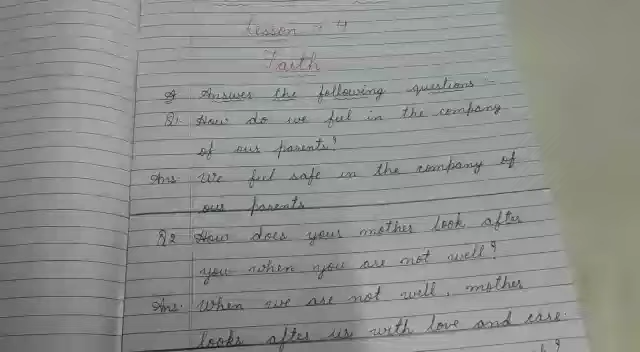 Lesson - 4
Faith
Answer the following questions
Q1 How do we feel in the company
of our parents?
Ans We feel safe in the company of
our parents
Q2 How does your mother look after
you when you are not well?
Ans: When we are not well, mother
looks after us with love and care.